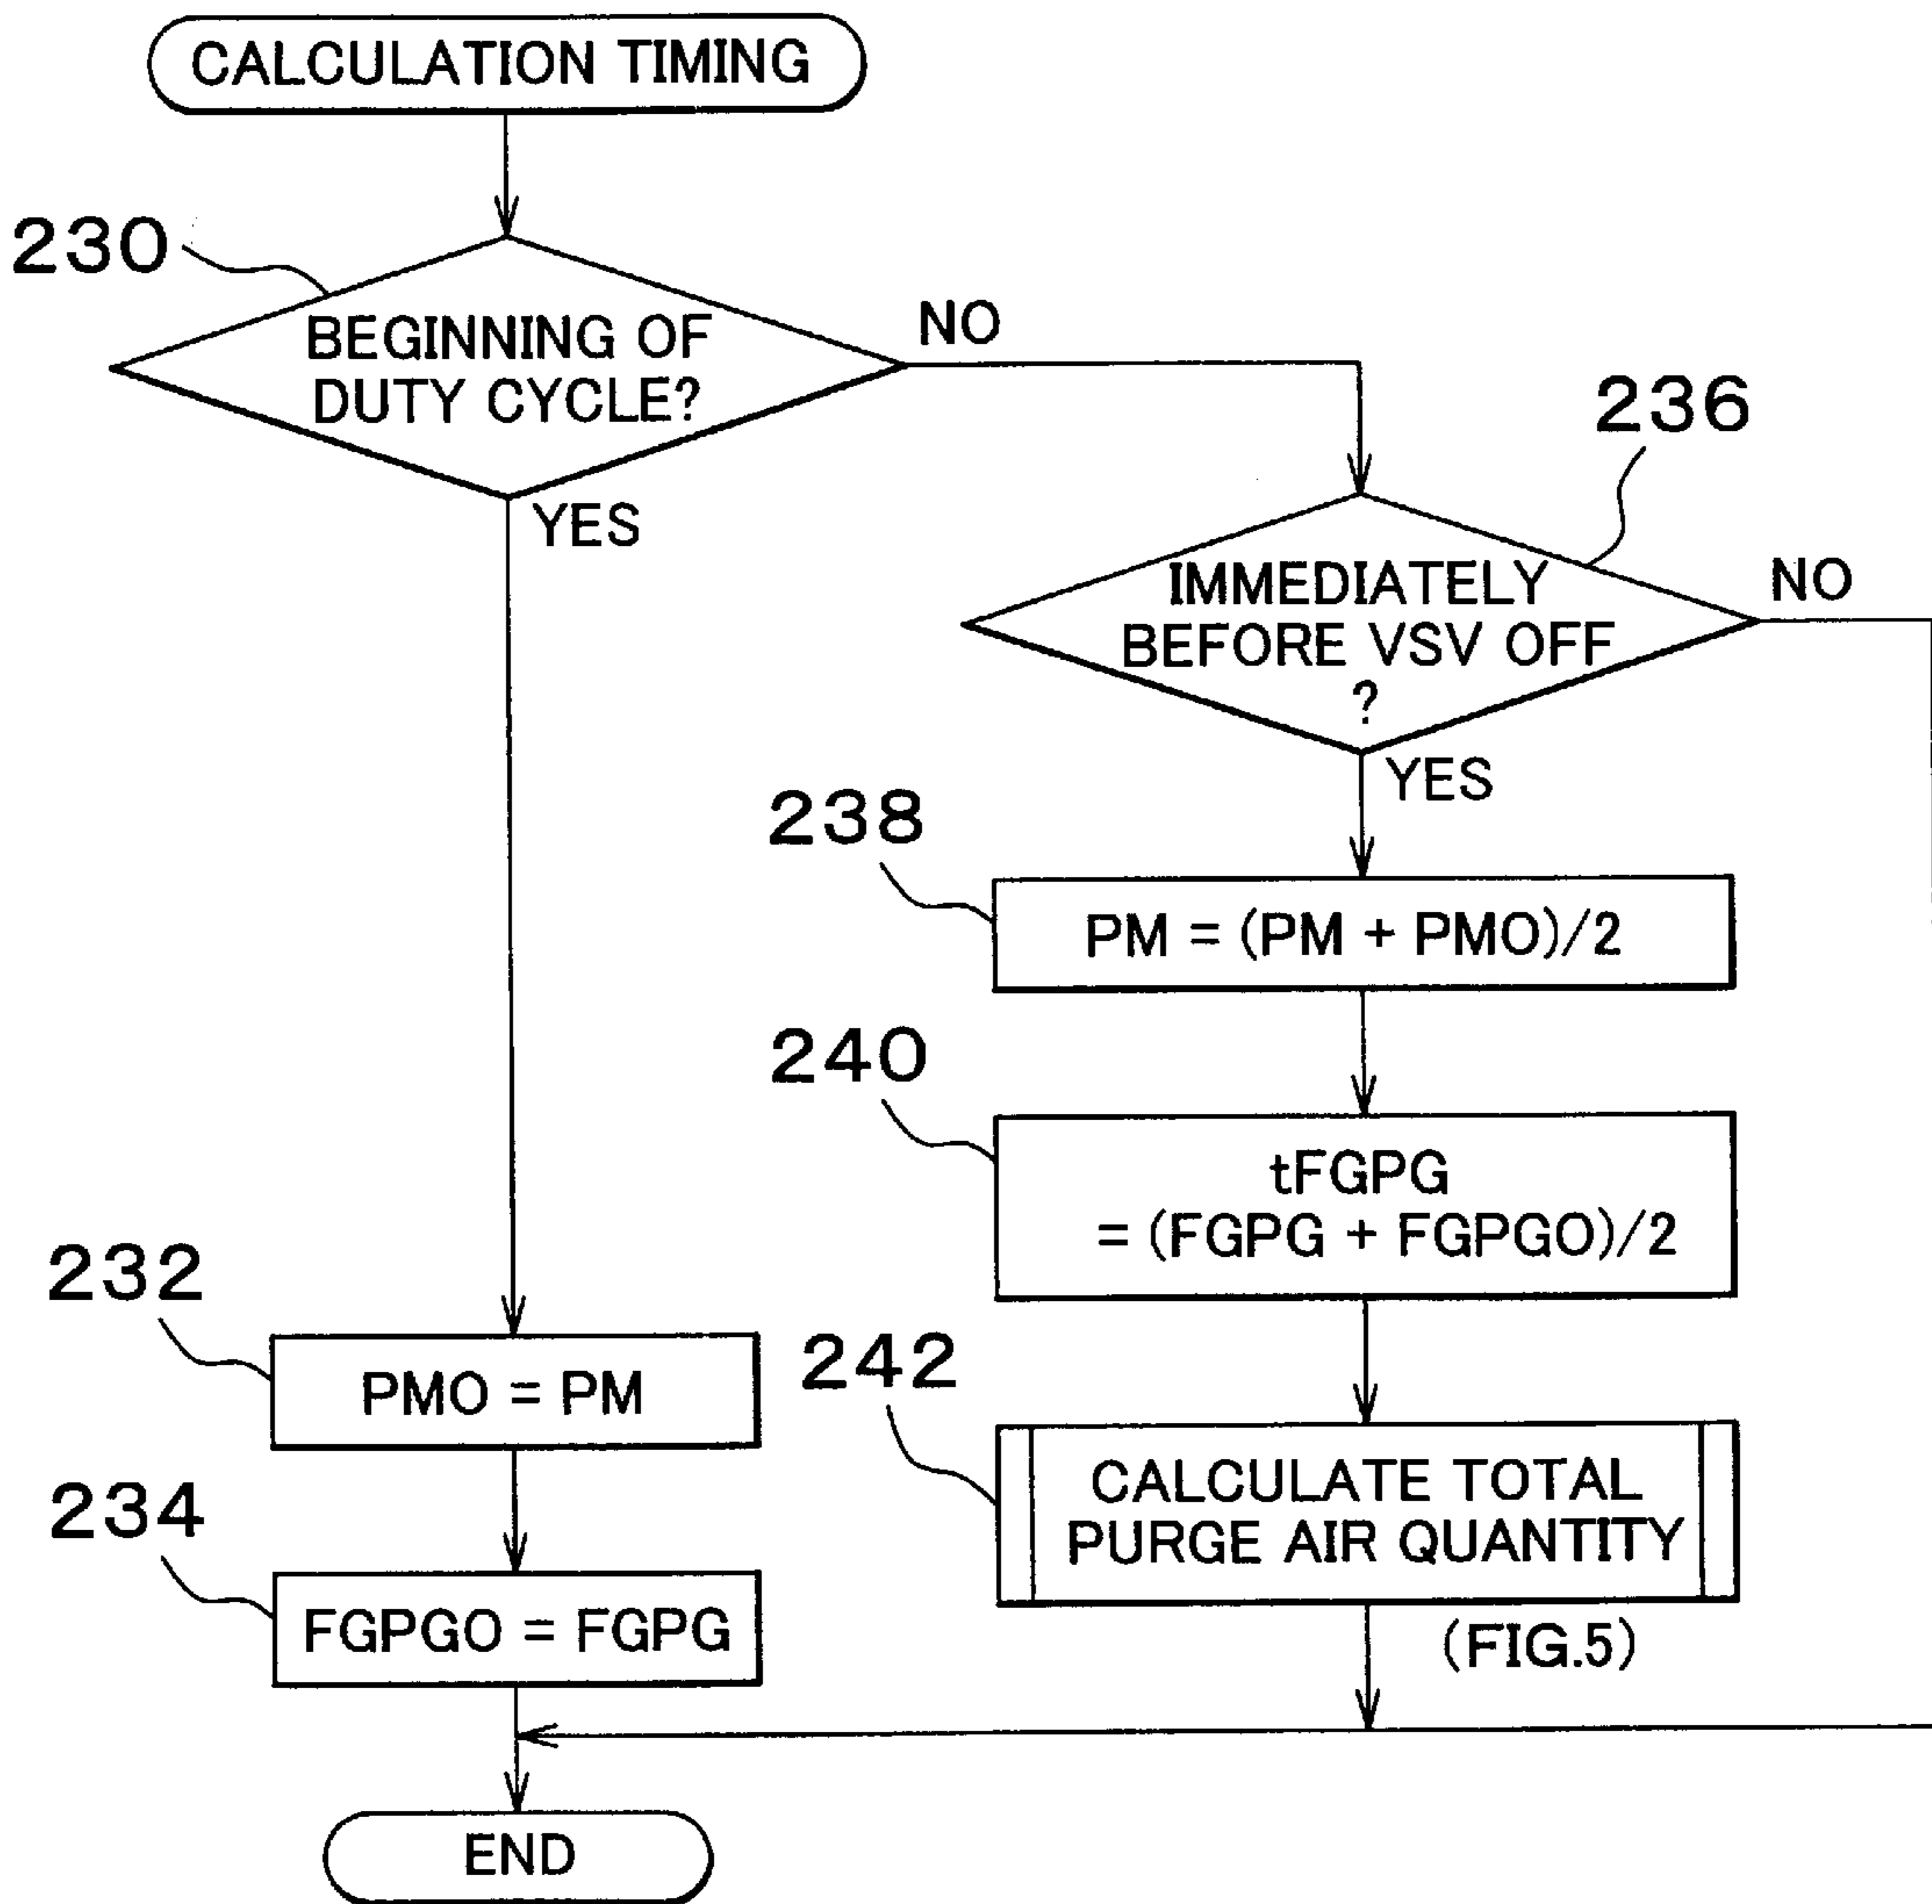 CALCULATION TIMING
230
BEGINNING OF
DUTY CYCLE?
NO
YES
236
IMMEDIATELY
BEFORE VSV OFF
?
NO
YES
238
PM = (PM + PMO)/2
240
tFGPG
= (FGPG + FGPGO)/2
232
PMO = PM
242
CALCULATE TOTAL
PURGE AIR QUANTITY
234
FGPGO = FGPG
(FIG.5)
END